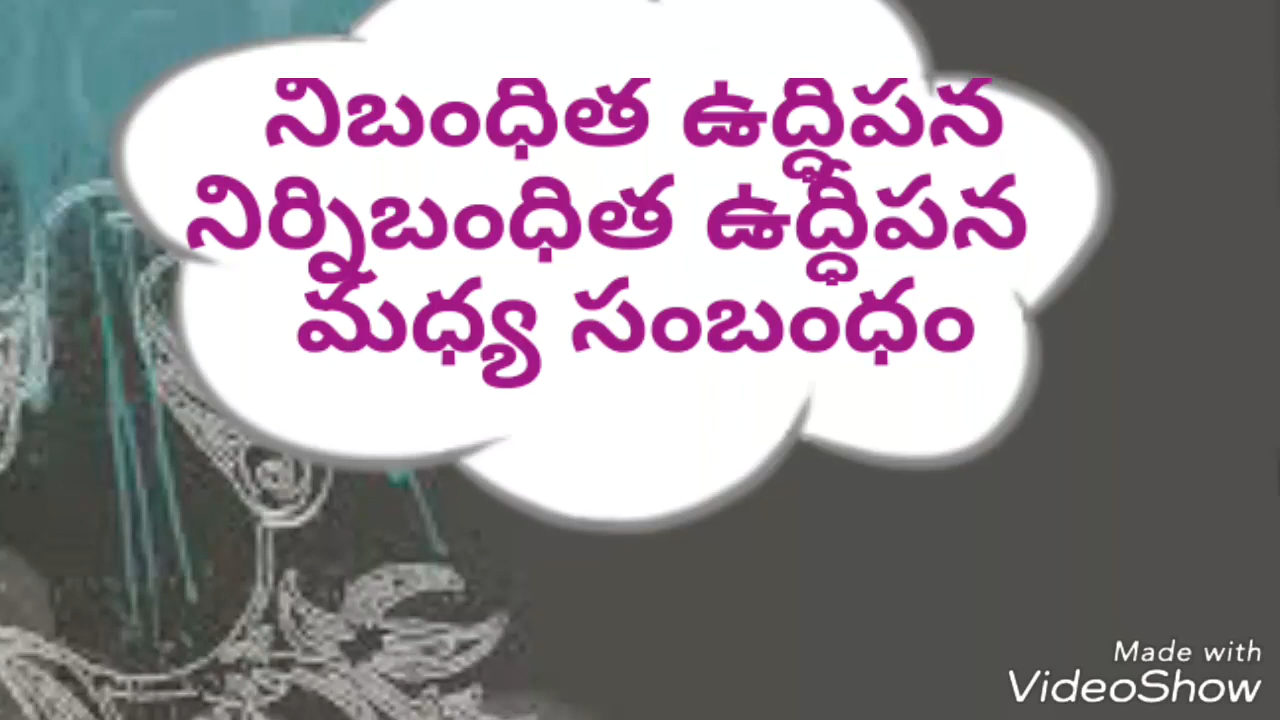 నిబంధిత ఉద్దీపన
నిర్నిబంధిత ఉద్దీపన
మధ్య సంబంధం
Made with
VideoShow